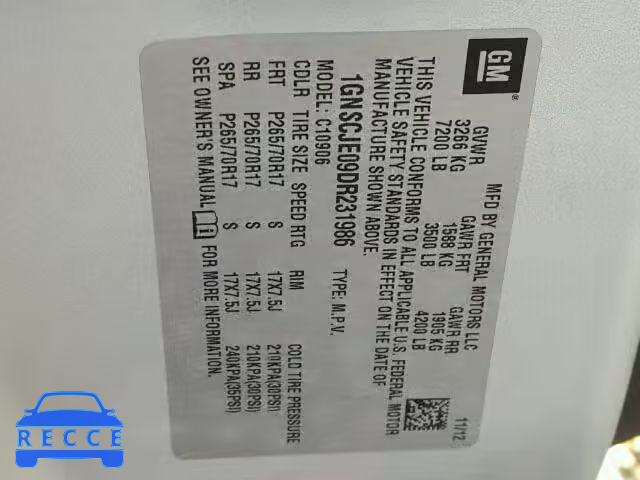 GM
®
MFD BY GENERAL MOTORS LLC
11/12
GVWR GAWR FRT GAWR RR
3266 KG 1588 KG 1905 KG
7200 LB 3500 LB 4200 LB
THIS VEHICLE CONFORMS TO ALL APPLICABLE U.S. FEDERAL MOTOR
VEHICLE SAFETY STANDARDS IN EFFECT ON THE DATE OF
MANUFACTURE SHOWN ABOVE.
1GNSCJE09DR231986 TYPE: M.P.V.
MODEL: C10906
CDLR TIRE SIZE SPEED RTG RIM COLD TIRE PRESSURE
FRT P265/70R17 S 17X7.5J 210KPA(30PSI)
RR P265/70R17 S 17X7.5J 210KPA(30PSI)
SPA P265/70R17 S 17X7.5J 240KPA(35PSI)
SEE OWNER'S MANUAL FOR MORE INFORMATION.
RECCE